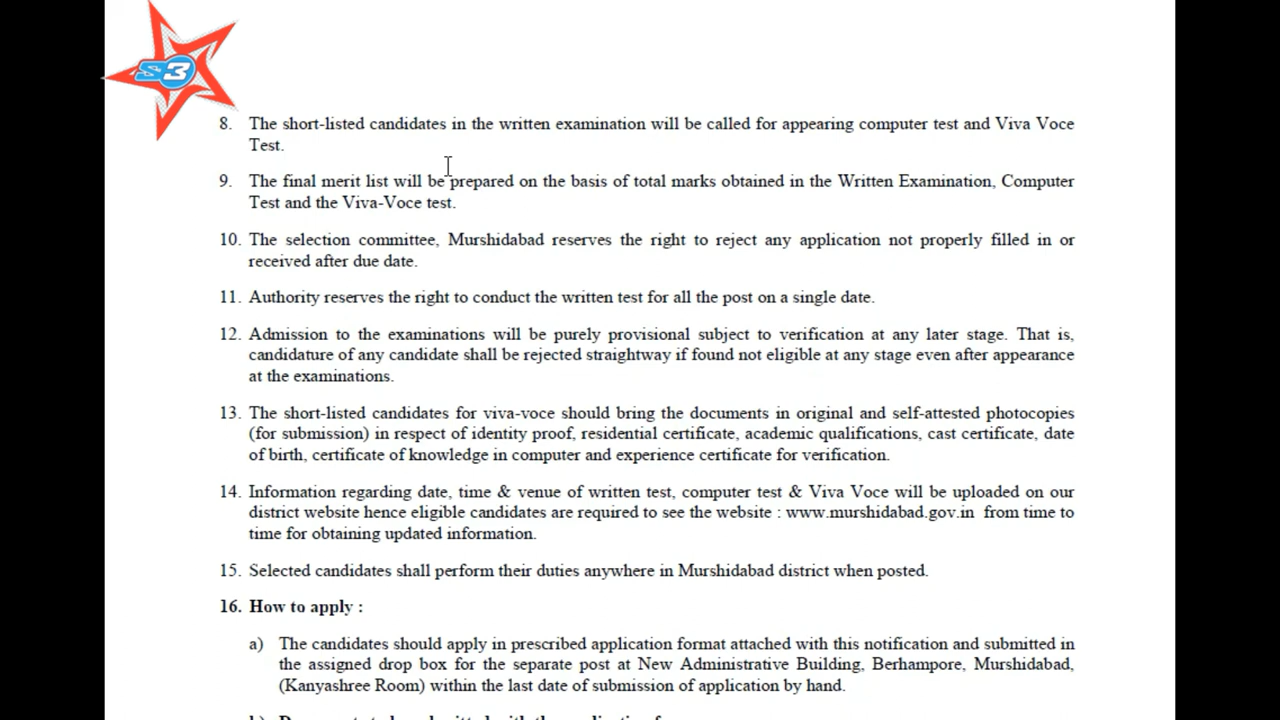 S3
8. The short-listed candidates in the written examination will be called for appearing computer test and Viva Voce
Test.
9. The final merit list will be prepared on the basis of total marks obtained in the Written Examination, Computer
Test and the Viva-Voce test.
10. The selection committee, Murshidabad reserves the right to reject any application not properly filled in or
received after due date.
11. Authority reserves the right to conduct the written test for all the post on a single date.
12. Admission to the examinations will be purely provisional subject to verification at any later stage. That is,
candidature of any candidate shall be rejected straightway if found not eligible at any stage even after appearance
at the examinations.
13. The short-listed candidates for viva-voce should bring the documents in original and self-attested photocopies
(for submission) in respect of identity proof, residential certificate, academic qualifications, cast certificate, date
of birth, certificate of knowledge in computer and experience certificate for verification.
14. Information regarding date, time & venue of written test, computer test & Viva Voce will be uploaded on our
district website hence eligible candidates are required to see the website : www.murshidabad.gov.in from time to
time for obtaining updated information.
15. Selected candidates shall perform their duties anywhere in Murshidabad district when posted.
16. How to apply :
a) The candidates should apply in prescribed application format attached with this notification and submitted in
the assigned drop box for the separate post at New Administrative Building, Berhampore, Murshidabad,
(Kanyashree Room) within the last date of submission of application by hand.